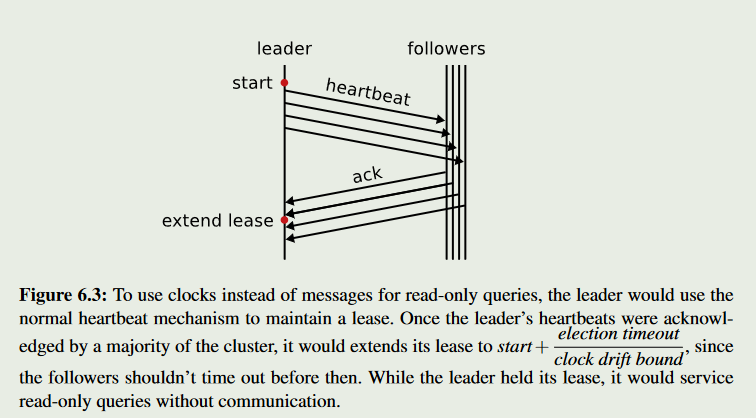 leader
followers
start
heartbeat
ack
extend lease
Figure 6.3: To use clocks instead of messages for read-only queries, the leader would use the
normal heartbeat mechanism to maintain a lease. Once the leader's heartbeats were acknowl-
edged by a majority of the cluster, it would extends its lease to start + election timeout / clock drift bound, since
the followers shouldn't time out before then. While the leader held its lease, it would service
read-only queries without communication.